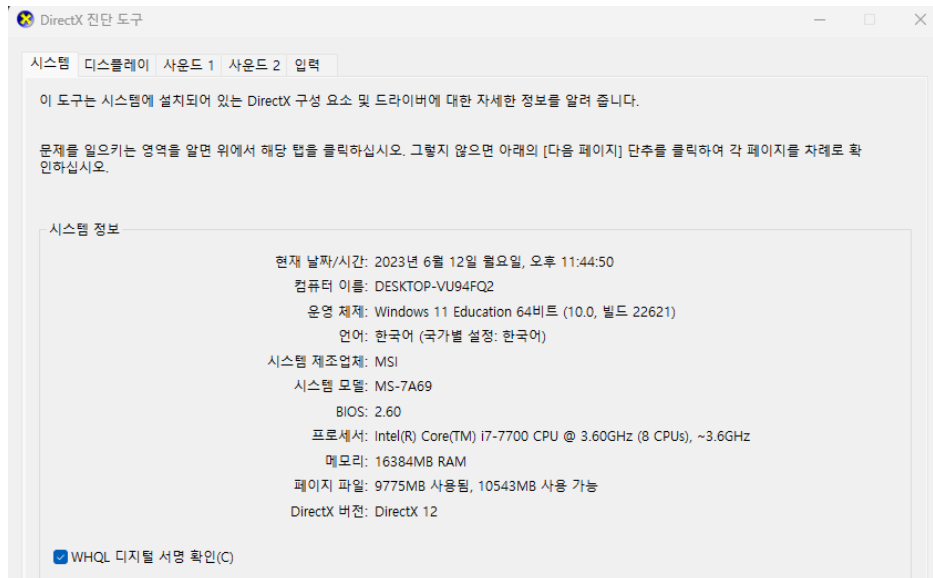 DirectX 진단 도구
시스템 디스플레이 사운드 1 사운드 2 입력
이 도구는 시스템에 설치되어 있는 DirectX 구성 요소 및 드라이버에 대한 자세한 정보를 알려 줍니다.
문제를 일으키는 영역을 알면 위에서 해당 탭을 클릭하십시오. 그렇지 않으면 아래의 [다음 페이지] 단추를 클릭하여 각 페이지를 차례로 확
인하십시오.
시스템 정보
현재 날짜/시간: 2023년 6월 12일 월요일, 오후 11:44:50
컴퓨터 이름: DESKTOP-VU94FQ2
운영 체제: Windows 11 Education 64비트 (10.0, 빌드 22621)
언어: 한국어 (국가별 설정: 한국어)
시스템 제조업체: MSI
시스템 모델: MS-7A69
BIOS: 2.60
프로세서: Intel(R) Core(TM) i7-7700 CPU @ 3.60GHz (8 CPUs), ~3.6GHz
메모리: 16384MB RAM
페이지 파일: 9775MB 사용됨, 10543MB 사용 가능
DirectX 버전: DirectX 12
WHQL 디지털 서명 확인(C)